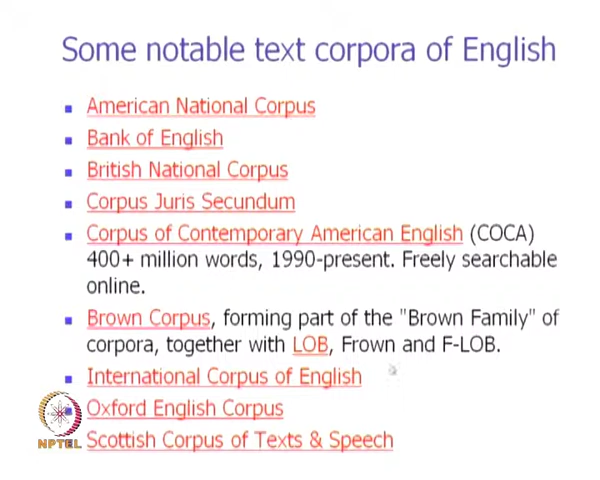 Some notable text corpora of English
American National Corpus
Bank of English
British National Corpus
Corpus Juris Secundum
Corpus of Contemporary American English (COCA)
400+ million words, 1990-present. Freely searchable
online.
Brown Corpus, forming part of the "Brown Family" of
corpora, together with LOB, Frown and F-LOB.
International Corpus of English
Oxford English Corpus
NPTEL Scottish Corpus of Texts & Speech